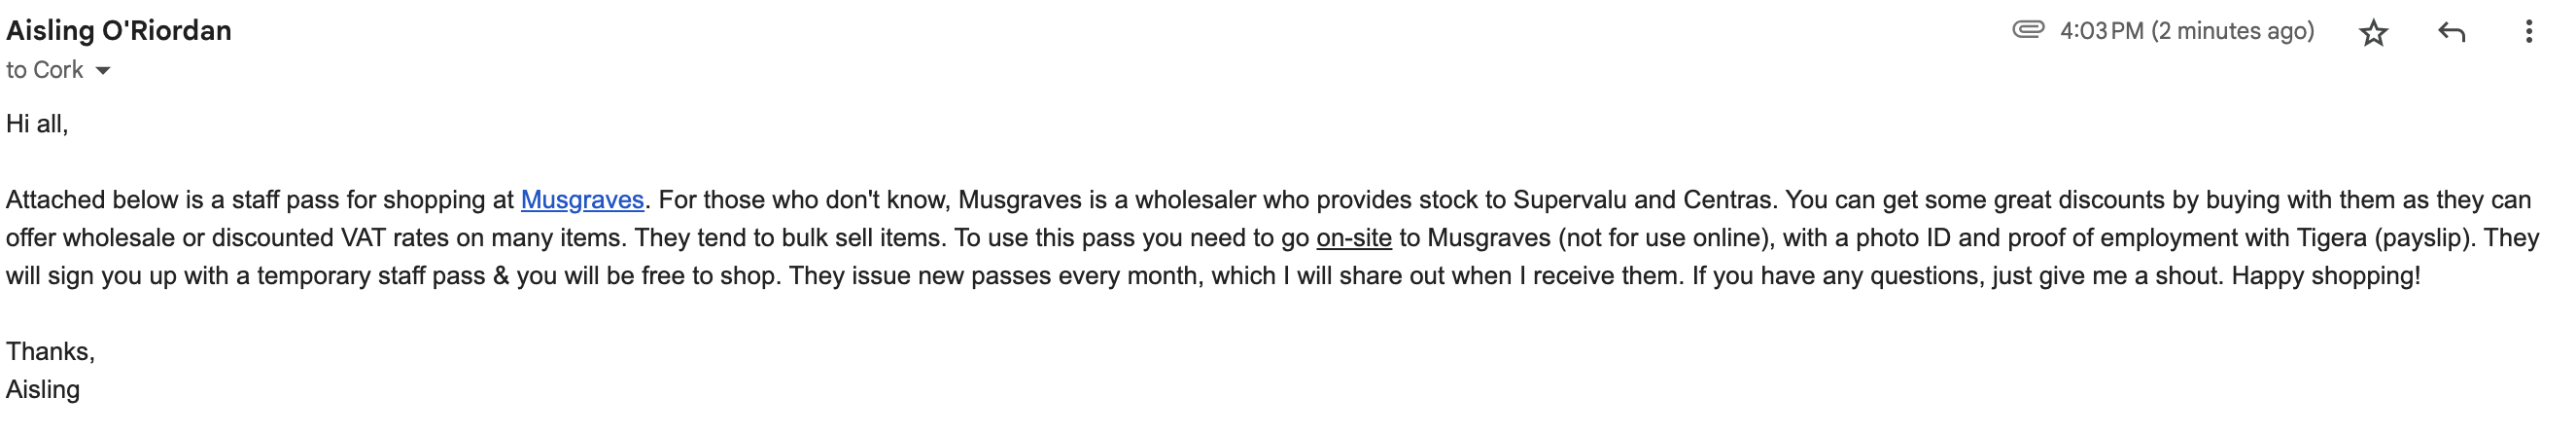 Aisling O'Riordan
4:03 PM (2 minutes ago)
to Cork
Hi all,
Attached below is a staff pass for shopping at Musgraves. For those who don't know, Musgraves is a wholesaler who provides stock to Supervalu and Centras. You can get some great discounts by buying with them as they can
offer wholesale or discounted VAT rates on many items. They tend to bulk sell items. To use this pass you need to go on-site to Musgraves (not for use online), with a photo ID and proof of employment with Tigera (payslip). They
will sign you up with a temporary staff pass & you will be free to shop. They issue new passes every month, which I will share out when I receive them. If you have any questions, just give me a shout. Happy shopping!
Thanks,
Aisling